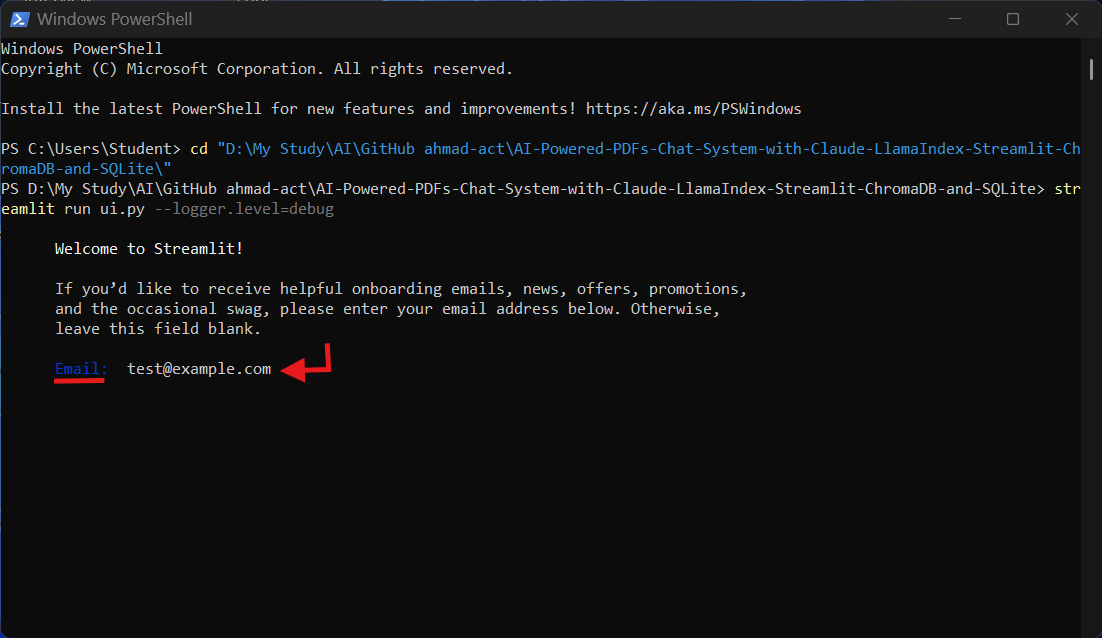 Windows PowerShell
Windows PowerShell
Copyright (C) Microsoft Corporation. All rights reserved.
Install the latest PowerShell for new features and improvements! https://aka.ms/PSWindows
PS C:\Users\Student> cd "D:\My Study\AI\GitHub ahmad-act\AI-Powered-PDFs-Chat-System-with-Claude-LlamaIndex-Streamlit-Ch
romaDB-and-SQLite\"
PS D:\My Study\AI\GitHub ahmad-act\AI-Powered-PDFs-Chat-System-with-Claude-LlamaIndex-Streamlit-ChromaDB-and-SQLite> str
eamlit run ui.py --logger.level=debug
Welcome to Streamlit!
If you’d like to receive helpful onboarding emails, news, offers, promotions,
and the occasional swag, please enter your email address below. Otherwise,
leave this field blank.
Email: test@example.com